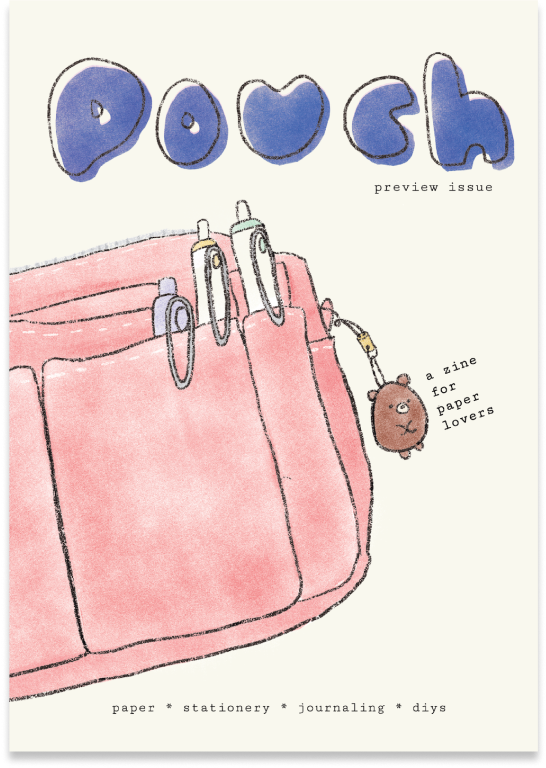 Pouch
preview issue
a zine
for
paper
lovers
paper * stationery * journaling * diys